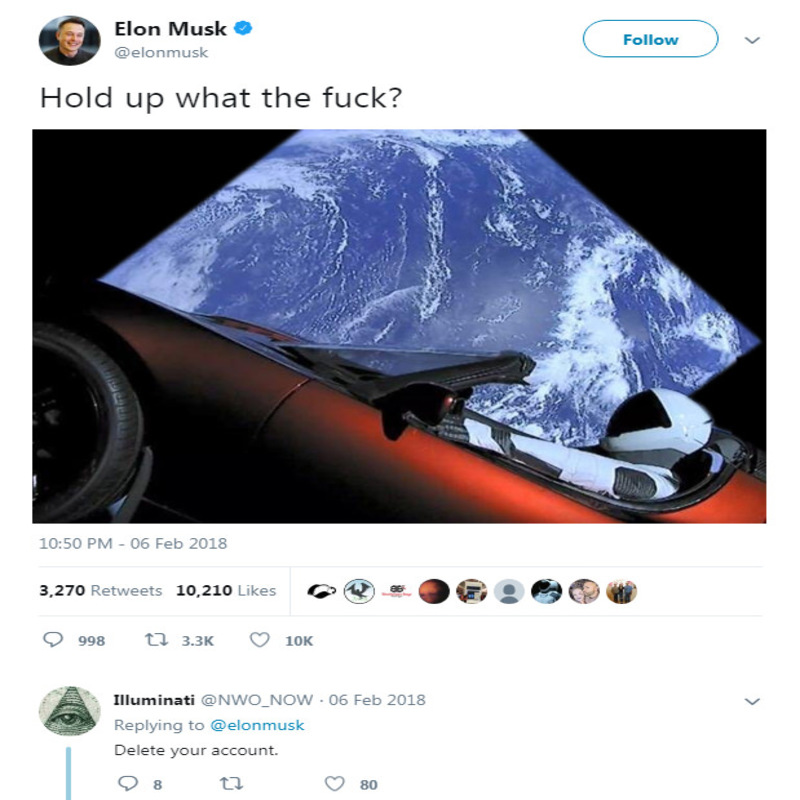 Elon Musk
@elonmusk
Follow
Hold up what the fuck?
10:50 PM - 06 Feb 2018
3,270 Retweets 10,210 Likes
998 3.3K 10K
Illuminati @NWO_NOW · 06 Feb 2018
Replying to @elonmusk
Delete your account.
8 80